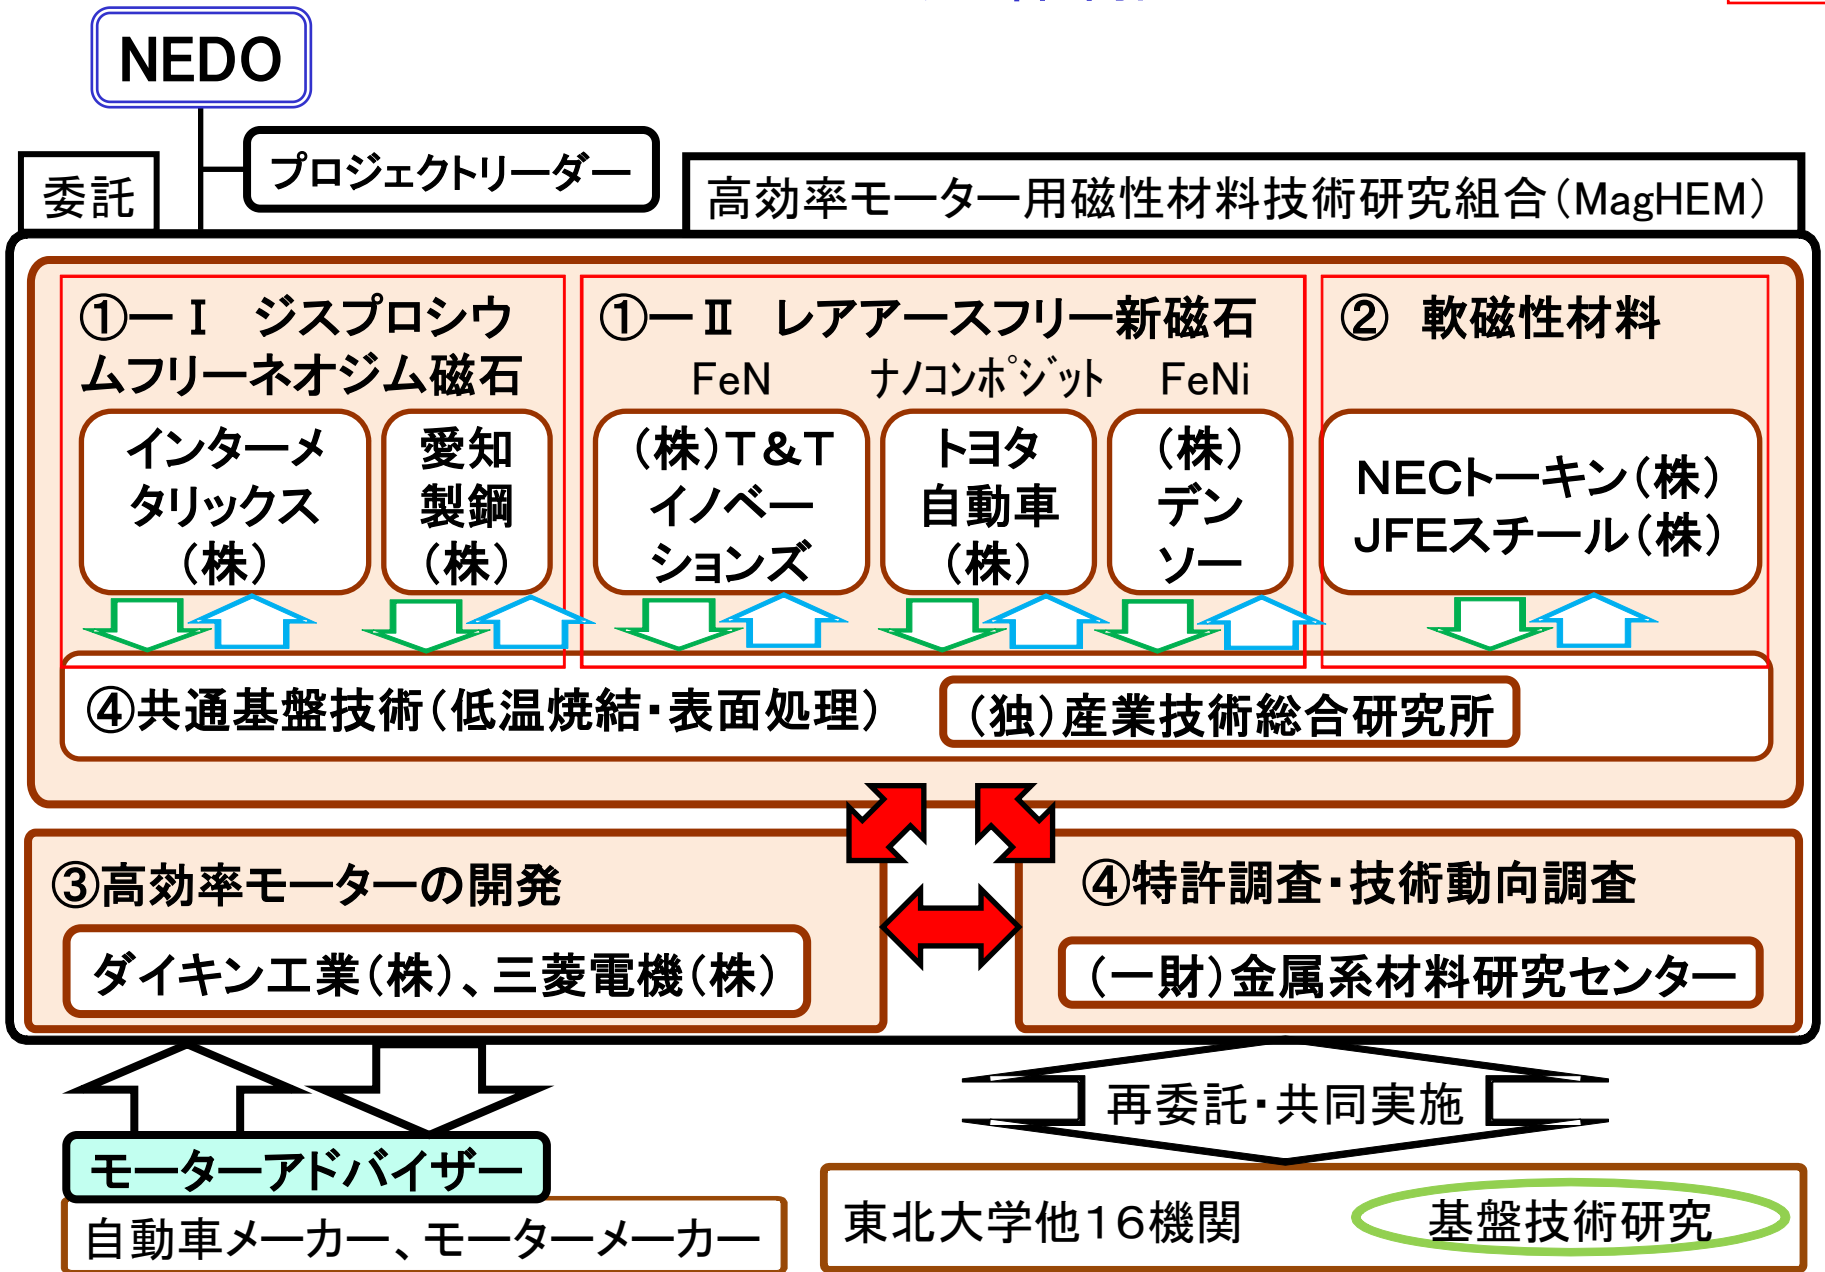 NEDO
プロジェクトリーダー
委託
高効率モーター用磁性材料技術研究組合(MagHEM)
①ーⅠ　ジスプロシウ
ムフリーネオジム磁石
①ーⅡ　レアアースフリー新磁石
FeN
ナノコンポジット
FeNi
②　軟磁性材料
インターメ
タリックス
(株)
愛知
製鋼
(株)
(株)T&T
イノベー
ションズ
トヨタ
自動車
(株)
(株)
デン
ソー
NECトーキン(株)
JFEスチール(株)
④共通基盤技術(低温焼結・表面処理)
(独)産業技術総合研究所
③高効率モーターの開発
ダイキン工業(株)、三菱電機(株)
④特許調査・技術動向調査
(一財)金属系材料研究センター
再委託・共同実施
モーターアドバイザー
自動車メーカー、モーターメーカー
東北大学他16機関
基盤技術研究